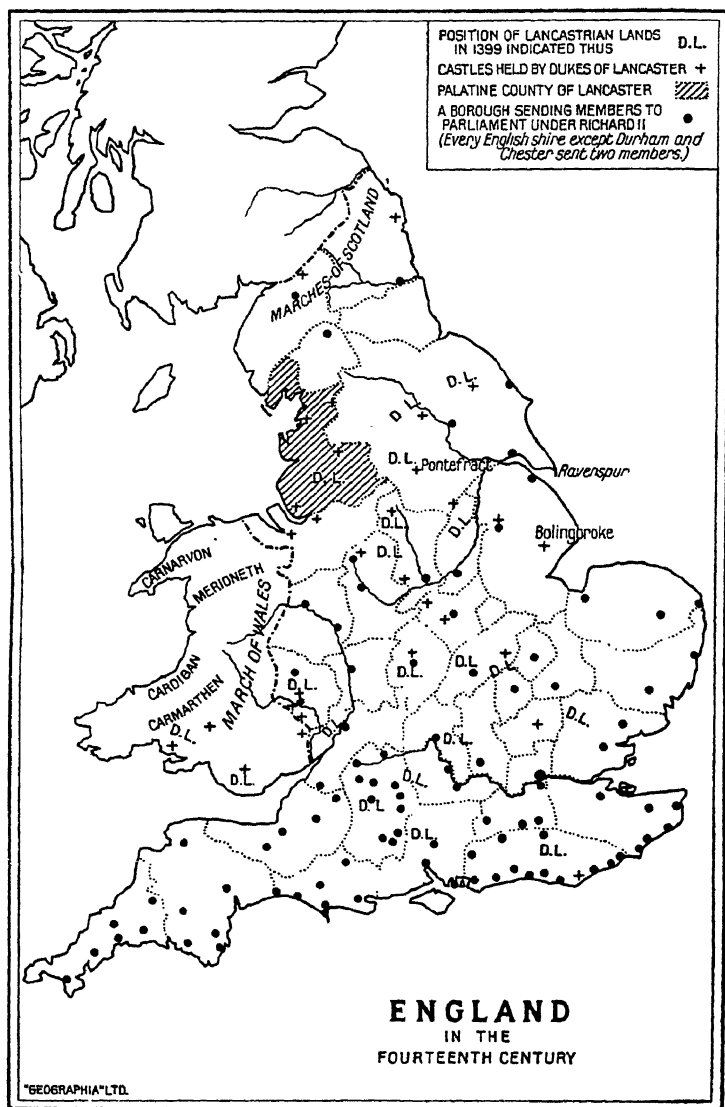 POSITION OF LANCASTRIAN LANDS
IN 1399 INDICATED THUS D.L.
CASTLES HELD BY DUKES OF LANCASTER +
PALATINE COUNTY OF LANCASTER
A BOROUGH SENDING MEMBERS TO
PARLIAMENT UNDER RICHARD II
(Every English shire except Durham and
Chester sent two members.)
MARCHES OF SCOTLAND
D.L.
D.L.
D.L.
Pontefract
Ravenspur
D.L.
D.L.
D.L.
D.L.
Bolingbroke
CARNARVON
MERIONETH
MARCH OF WALES
CARDIGAN
CARMARTHEN
D.L.
D.L.
D.L.
D.L.
D.L.
D.L.
D.L.
D.L.
D.L.
D.L.
D.L.
D.L.
D.L.
ENGLAND
IN THE
FOURTEENTH CENTURY
"GEOGRAPHIA" LTD.